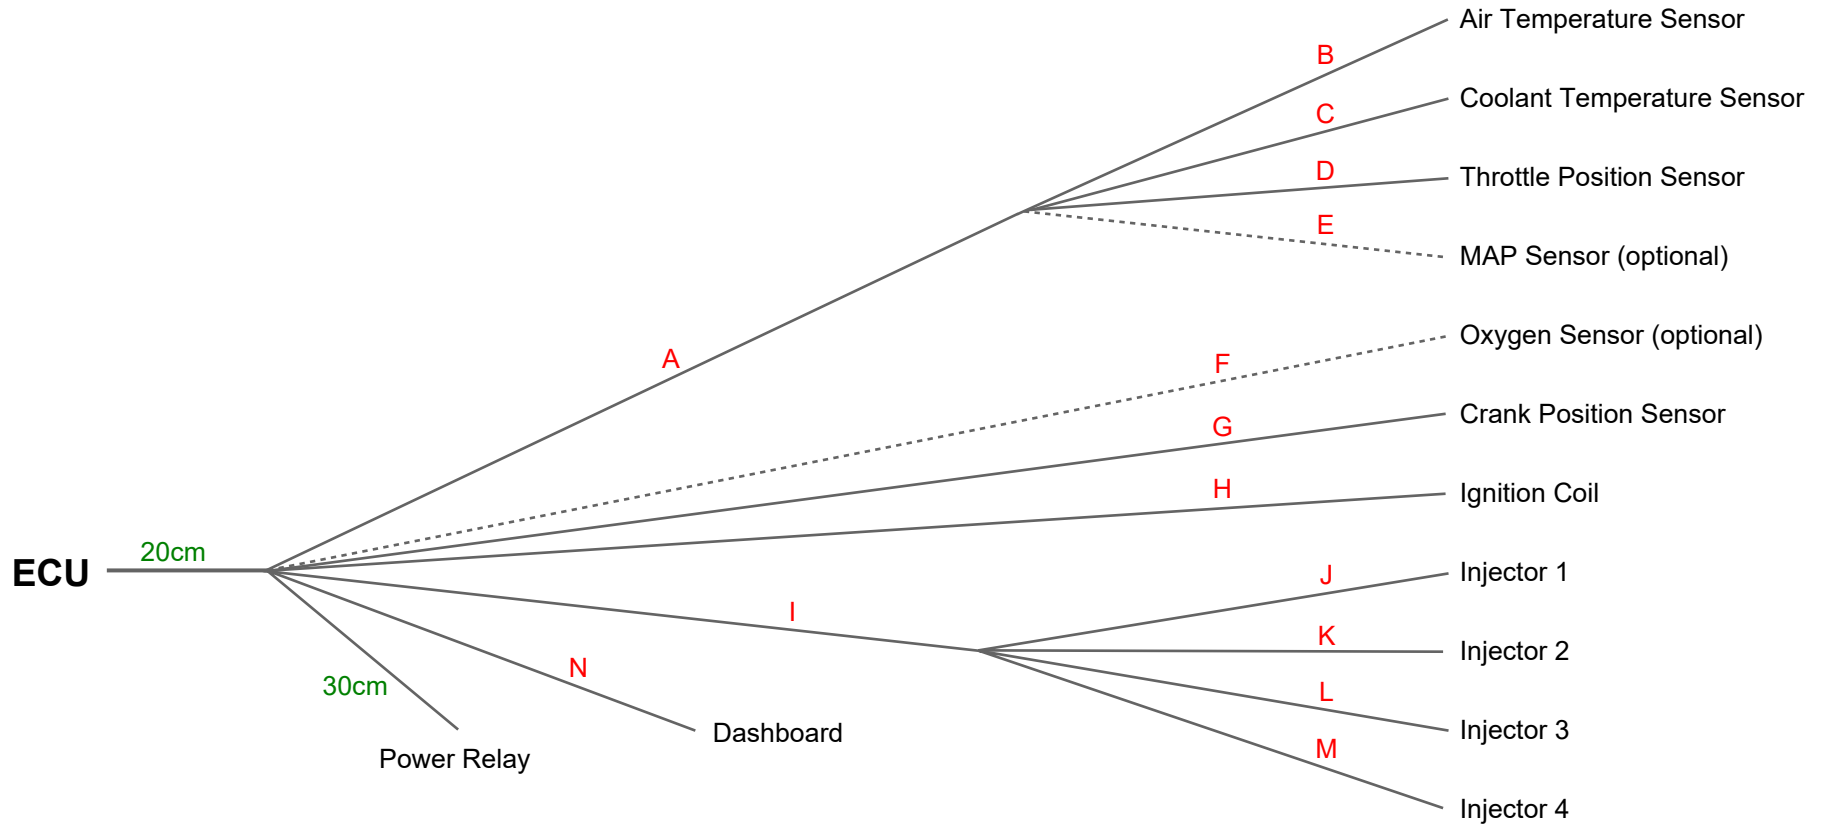 Air Temperature Sensor
B
Coolant Temperature Sensor
C
D
Throttle Position Sensor
E
MAP Sensor (optional)
Oxygen Sensor (optional)
A
F
Crank Position Sensor
G
H
Ignition Coil
20cm
ECU
Injector 1
J
I
K
Injector 2
N
30cm
L
Injector 3
Dashboard
M
Power Relay
Injector 4